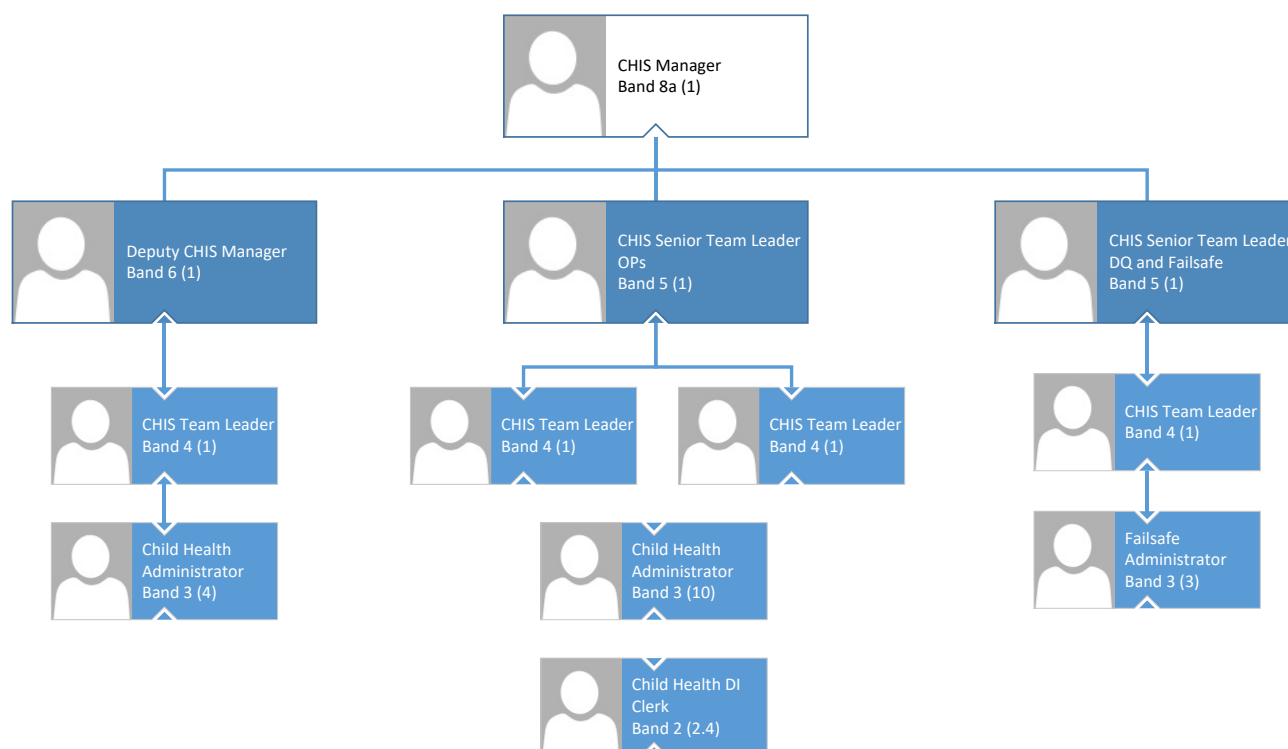 CHIS Manager
Band 8a (1)
Deputy CHIS Manager
Band 6 (1)
CHIS Senior Team Leader
OPs
Band 5 (1)
CHIS Senior Team Leader
DQ and Failsafe
Band 5 (1)
CHIS Team Leader
Band 4 (1)
CHIS Team Leader
Band 4 (1)
CHIS Team Leader
Band 4 (1)
CHIS Team Leader
Band 4 (1)
Child Health
Administrator
Band 3 (4)
Child Health
Administrator
Band 3 (10)
Failsafe
Administrator
Band 3 (3)
Child Health DI
Clerk
Band 2 (2.4)